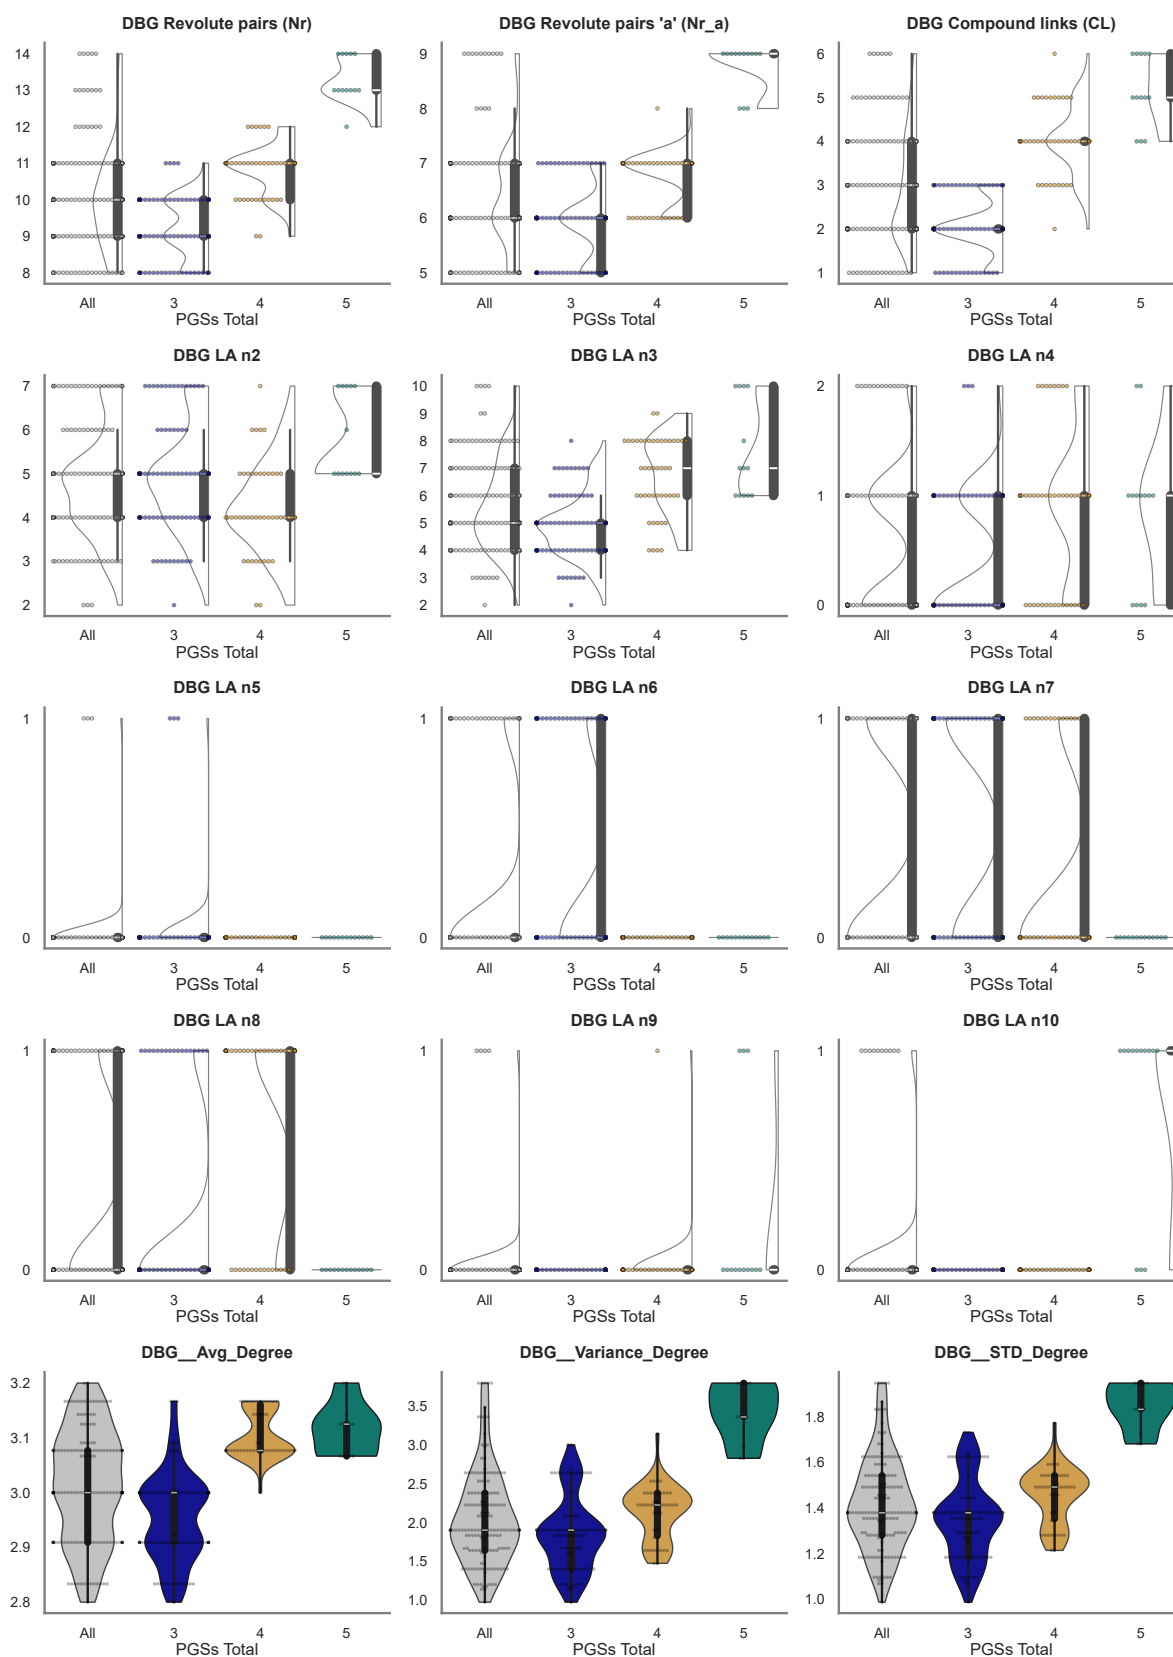 DBG Revolute pairs (Nr)
14
13
12
11
10
9
8
All 3 4 5
PGSs Total
DBG Revolute pairs 'a' (Nr_a)
9
8
7
6
5
All 3 4 5
PGSs Total
DBG Compound links (CL)
6
5
4
3
2
1
All 3 4 5
PGSs Total
DBG LA n2
7
6
5
4
3
2
All 3 4 5
PGSs Total
DBG LA n3
10
9
8
7
6
5
4
3
2
All 3 4 5
PGSs Total
DBG LA n4
2
1
0
All 3 4 5
PGSs Total
DBG LA n5
1
0
All 3 4 5
PGSs Total
DBG LA n6
1
0
All 3 4 5
PGSs Total
DBG LA n7
1
0
All 3 4 5
PGSs Total
DBG LA n8
1
0
All 3 4 5
PGSs Total
DBG LA n9
1
0
All 3 4 5
PGSs Total
DBG LA n10
1
0
All 3 4 5
PGSs Total
DBG__Avg_Degree
3.2
3.1
3.0
2.9
2.8
All 3 4 5
PGSs Total
DBG__Variance_Degree
3.5
3.0
2.5
2.0
1.5
1.0
All 3 4 5
PGSs Total
DBG__STD_Degree
1.8
1.6
1.4
1.2
1.0
All 3 4 5
PGSs Total